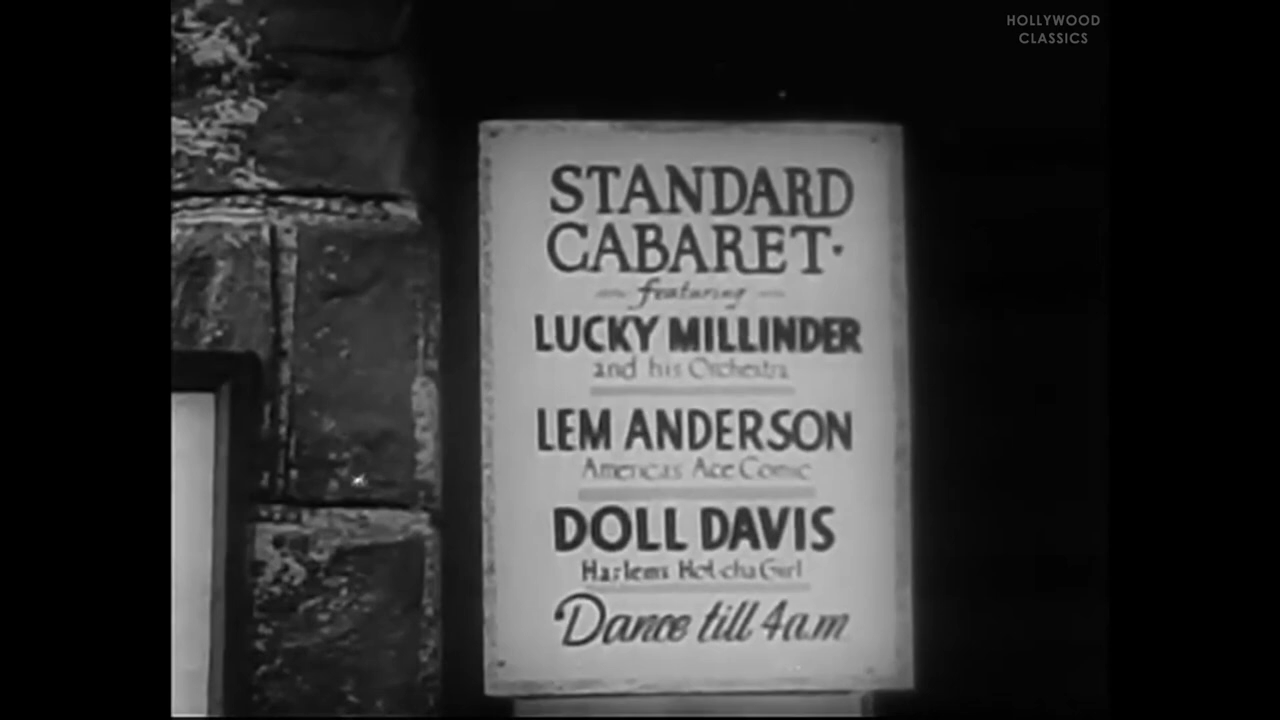 HOLLYWOOD
CLASSICS
STANDARD
CABARET·
featuring
LUCKY MILLINDER
and his Orchestra
LEM ANDERSON
Americas Ace Comic
DOLL DAVIS
Harlems Hot-cha Girl
Dance till 4a.m